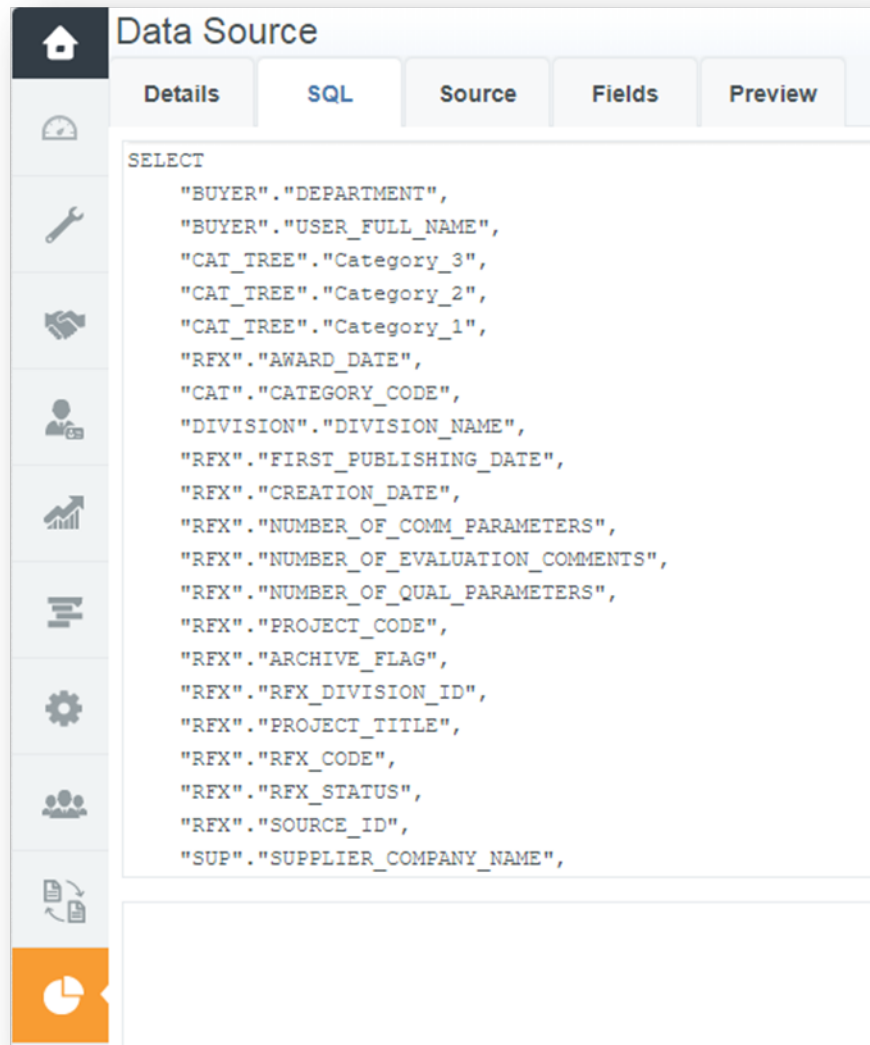 Data Source
Details SQL Source Fields Preview
SELECT
"BUYER"."DEPARTMENT",
"BUYER"."USER_FULL_NAME",
"CAT_TREE"."Category_3",
"CAT_TREE"."Category_2",
"CAT_TREE"."Category_1",
"RFX"."AWARD_DATE",
"CAT"."CATEGORY_CODE",
"DIVISION"."DIVISION_NAME",
"RFX"."FIRST_PUBLISHING_DATE",
"RFX"."CREATION_DATE",
"RFX"."NUMBER_OF_COMM_PARAMETERS",
"RFX"."NUMBER_OF_EVALUATION_COMMENTS",
"RFX"."NUMBER_OF_QUAL_PARAMETERS",
"RFX"."PROJECT_CODE",
"RFX"."ARCHIVE_FLAG",
"RFX"."RFX_DIVISION_ID",
"RFX"."PROJECT_TITLE",
"RFX"."RFX_CODE",
"RFX"."RFX_STATUS",
"RFX"."SOURCE_ID",
"SUP"."SUPPLIER_COMPANY_NAME",